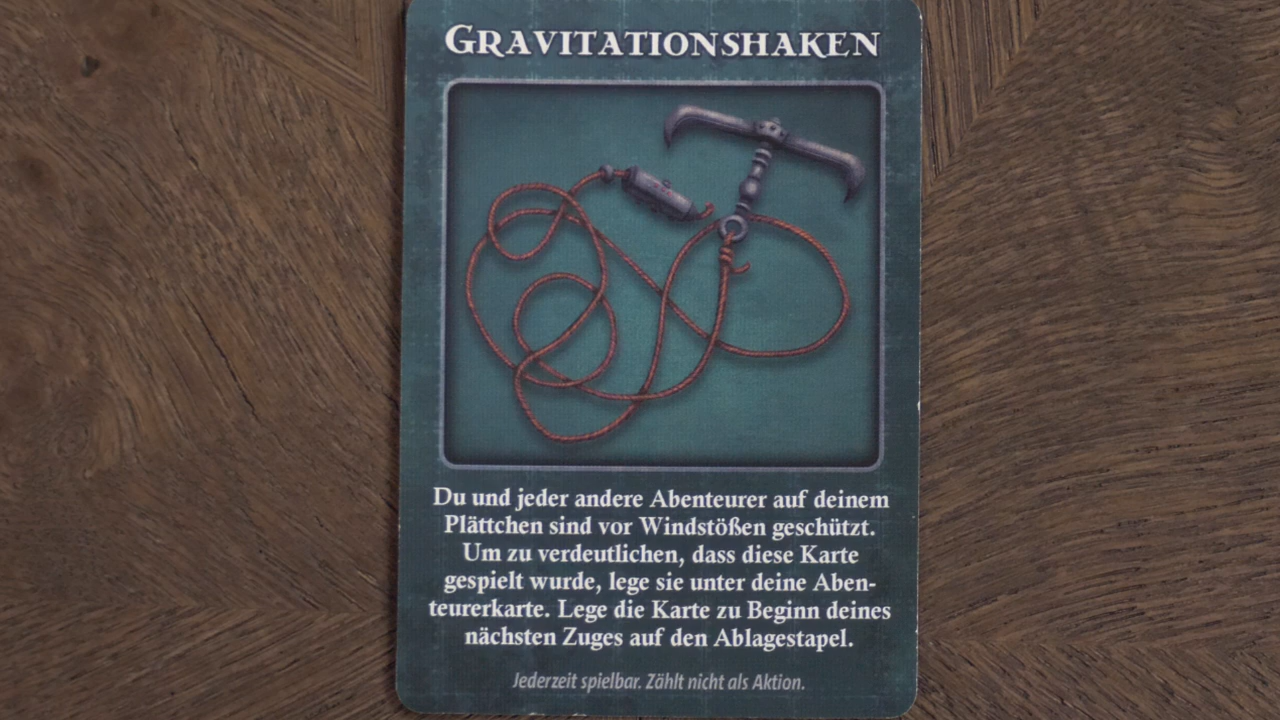 GRAVITATIONSHAKEN
Du und jeder andere Abenteurer auf deinem
Plättchen sind vor Windstößen geschützt.
Um zu verdeutlichen, dass diese Karte
gespielt wurde, lege sie unter deine Aben-
teurerkarte. Lege die Karte zu Beginn deines
nächsten Zuges auf den Ablagestapel.
Jederzeit spielbar. Zählt nicht als Aktion.